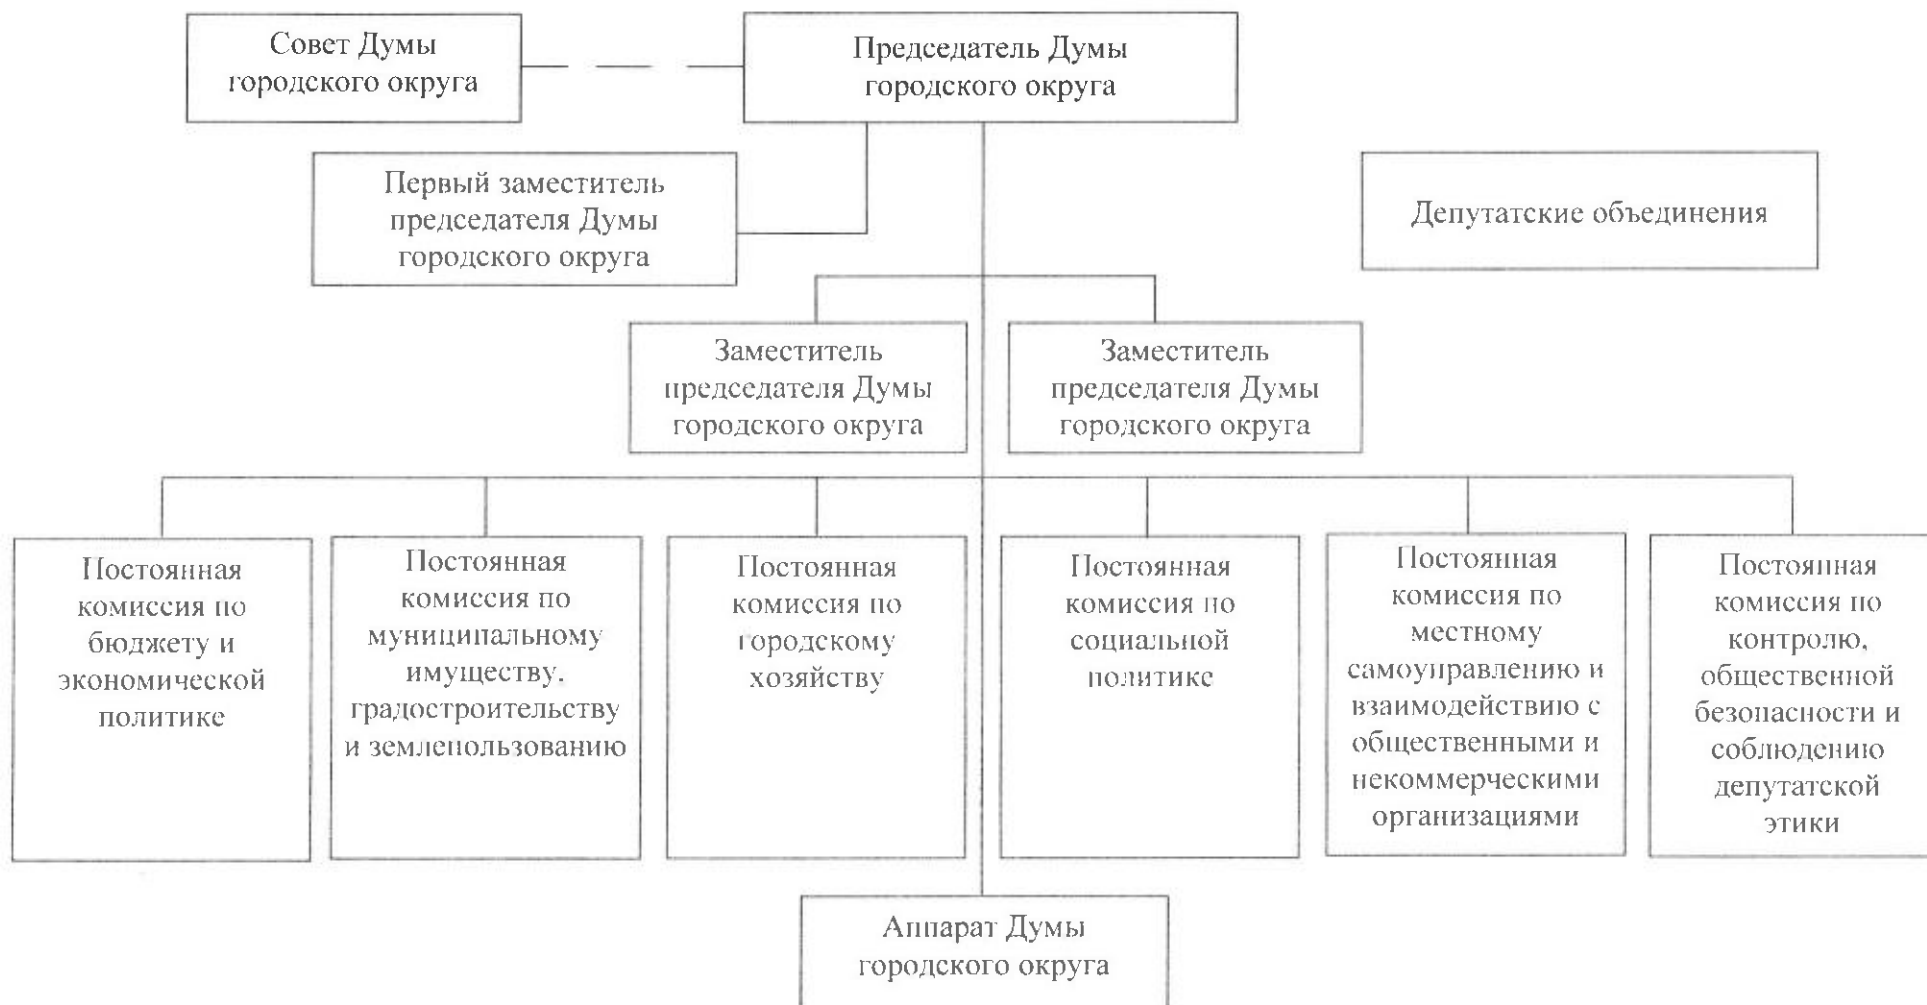 Совет Думы
городского округа
Председатель Думы
городского округа
Первый заместитель
председателя Думы
городского округа
Депутатские объединения
Заместитель
председателя Думы
городского округа
Заместитель
председателя Думы
городского округа
Постоянная
комиссия по
бюджету и
экономической
политике
Постоянная
комиссия по
муниципальному
имуществу,
градостроительству
и землепользованию
Постоянная
комиссия по
городскому
хозяйству
Постоянная
комиссия по
социальной
политике
Постоянная
комиссия по
местному
самоуправлению и
взаимодействию с
общественными и
некоммерческими
организациями
Постоянная
комиссия по
контролю,
общественной
безопасности и
соблюдению
депутатской
этики
Аппарат Думы
городского округа